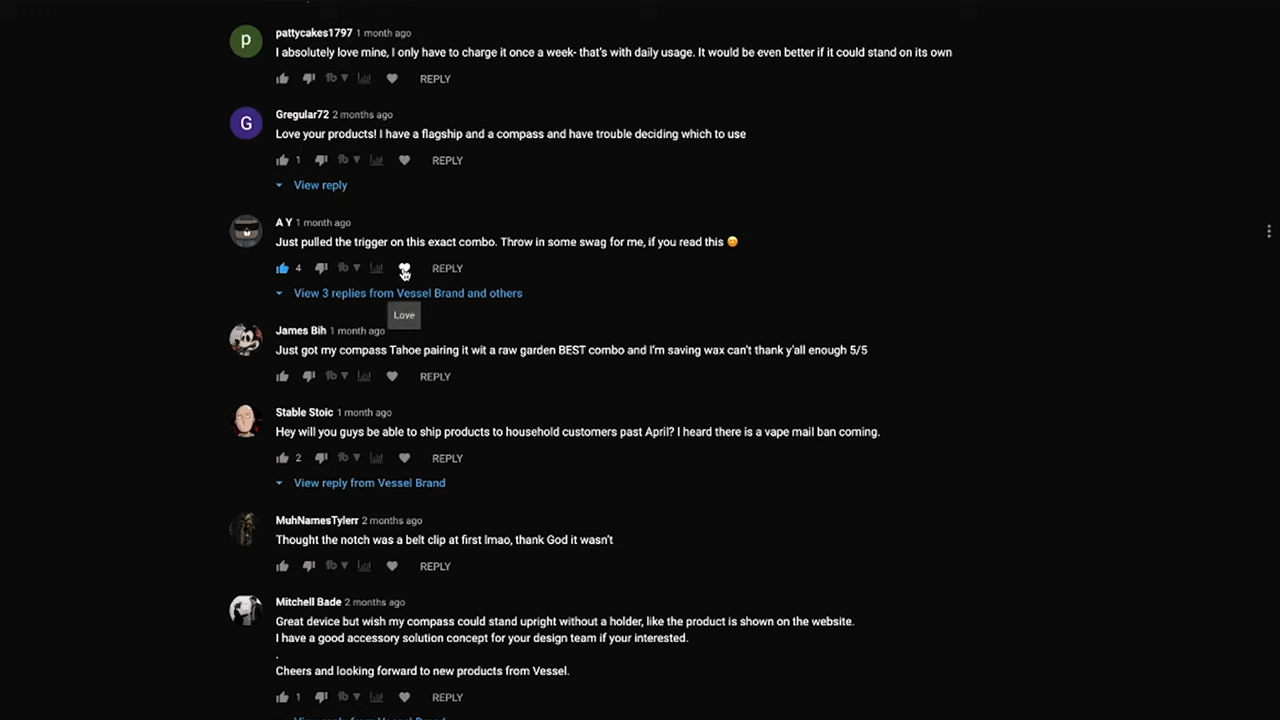 P
pattycakes1797 1 month ago
I absolutely love mine, I only have to charge it once a week- that's with daily usage. It would be even better if it could stand on its own
REPLY
G
Gregular72 2 months ago
Love your products! I have a flagship and a compass and have trouble deciding which to use
1 REPLY
View reply
A Y 1 month ago
Just pulled the trigger on this exact combo. Throw in some swag for me, if you read this 😊
4 REPLY
View 3 replies from Vessel Brand and others
Love
James Bih 1 month ago
Just got my compass Tahoe pairing it wit a raw garden BEST combo and I'm saving wax can't thank y'all enough 5/5
REPLY
Stable Stoic 1 month ago
Hey will you guys be able to ship products to household customers past April? I heard there is a vape mail ban coming.
2 REPLY
View reply from Vessel Brand
MuhNamesTylerr 2 months ago
Thought the notch was a belt clip at first lmao, thank God it wasn't
REPLY
Mitchell Bade 2 months ago
Great device but wish my compass could stand upright without a holder, like the product is shown on the website.
I have a good accessory solution concept for your design team if your interested.
.
Cheers and looking forward to new products from Vessel.
1 REPLY
View reply from Vessel Brand